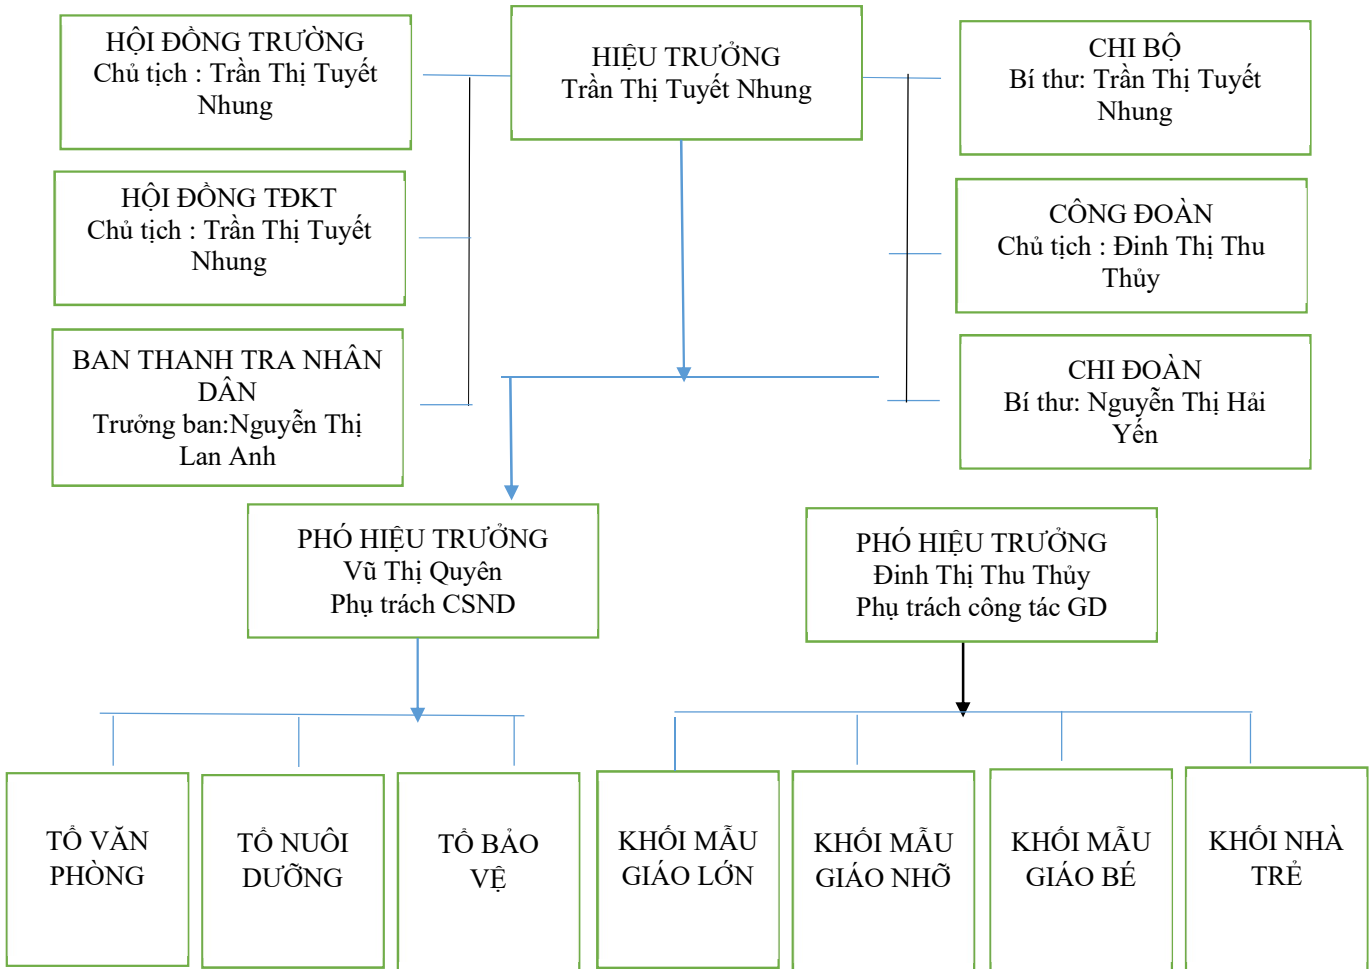 HỘI ĐỒNG TRƯỜNG
Chủ tịch : Trần Thị Tuyết
Nhung
HIỆU TRƯỞNG
Trần Thị Tuyết Nhung
CHI BỘ
Bí thư: Trần Thị Tuyết
Nhung
HỘI ĐỒNG TĐKT
Chủ tịch : Trần Thị Tuyết
Nhung
CÔNG ĐOÀN
Chủ tịch : Đinh Thị Thu
Thủy
BAN THANH TRA NHÂN
DÂN
Trưởng ban:Nguyễn Thị
Lan Anh
CHI ĐOÀN
Bí thư: Nguyễn Thị Hải
Yến
PHÓ HIỆU TRƯỞNG
Vũ Thị Quyên
Phụ trách CSND
PHÓ HIỆU TRƯỞNG
Đinh Thị Thu Thủy
Phụ trách công tác GD
TỔ VĂN
PHÒNG
TỔ NUÔI
DƯỠNG
TỔ BẢO
VỆ
KHỐI MẪU
GIÁO LỚN
KHỐI MẪU
GIÁO NHỠ
KHỐI MẪU
GIÁO BÉ
KHỐI NHÀ
TRẺ